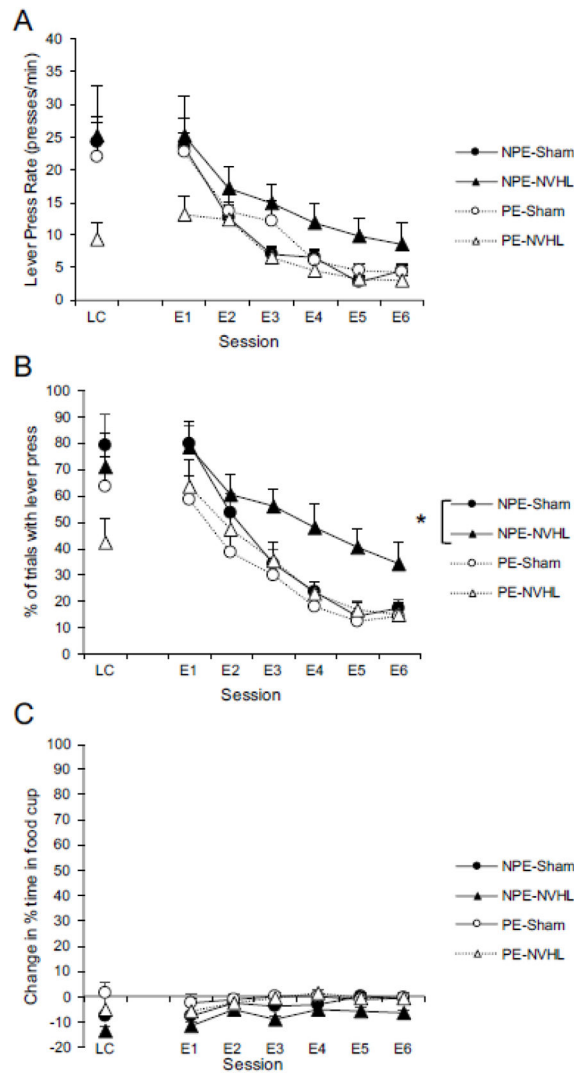 A
Lever Press Rate (presses/min)
40
35
30
25
20
15
10
5
0
LC E1 E2 E3 E4 E5 E6
Session
NPE-Sham
NPE-NVHL
PE-Sham
PE-NVHL
B
% of trials with lever press
100
90
80
70
60
50
40
30
20
10
0
LC E1 E2 E3 E4 E5 E6
Session
*
NPE-Sham
NPE-NVHL
PE-Sham
PE-NVHL
C
Change in % time in food cup
100
90
80
70
60
50
40
30
20
10
0
-10
-20
LC E1 E2 E3 E4 E5 E6
Session
NPE-Sham
NPE-NVHL
PE-Sham
PE-NVHL